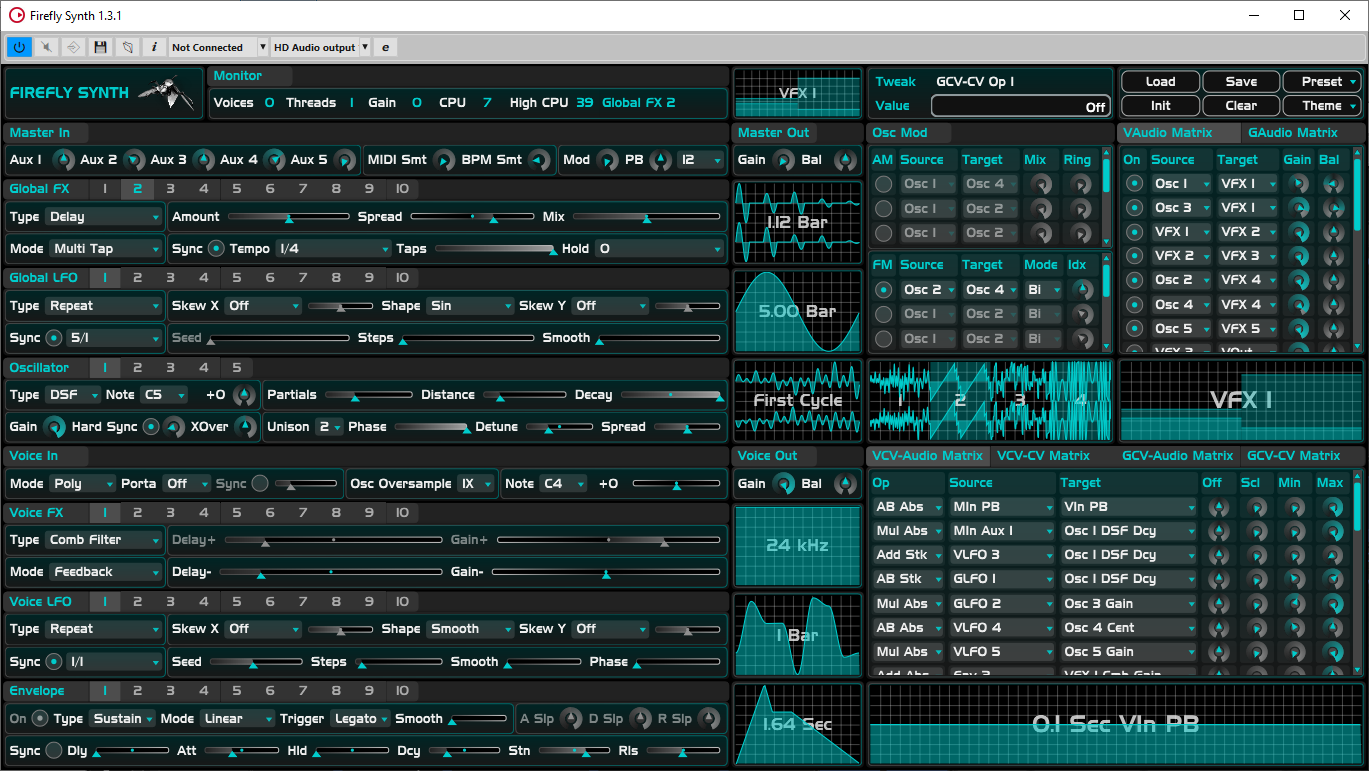 Firefly Synth 1.3.1
i Not Connected HD Audio output e
FIREFLY SYNTH
Monitor
Voices 0 Threads 1 Gain 0 CPU 7 High CPU 39 Global FX 2
VFX 1
Tweak GCV-CV Op 1
Value Off
Load Save Preset
Init Clear Theme
Master In
Aux 1 Aux 2 Aux 3 Aux 4 Aux 5 MIDI Smt BPM Smt Mod PB 12
Master Out
Gain Bal
Global FX 1 2 3 4 5 6 7 8 9 10
Type Delay Amount Spread Mix
Mode Multi Tap Sync Tempo 1/4 Taps Hold 0
1.12 Bar
Global LFO 1 2 3 4 5 6 7 8 9 10
Type Repeat Skew X Off Shape Sin Skew Y Off
Sync 5/1 Seed Steps Smooth
5.00 Bar
Oscillator 1 2 3 4 5
Type DSF Note C5 +0 Partials Distance Decay
Gain Hard Sync XOver Unison 2 Phase Detune Spread
First Cycle
Voice In
Mode Poly Porta Off Sync Osc Oversample 1X Note C4 +0
Voice Out
Gain Bal
Voice FX 1 2 3 4 5 6 7 8 9 10
Type Comb Filter Delay+ Gain+
Mode Feedback Delay- Gain-
24 kHz
Voice LFO 1 2 3 4 5 6 7 8 9 10
Type Repeat Skew X Off Shape Smooth Skew Y Off
Sync 1/1 Seed Steps Smooth Phase
1 Bar
Envelope 1 2 3 4 5 6 7 8 9 10
On Type Sustain Mode Linear Trigger Legato Smooth A Slp D Slp R Slp
Sync Dly Att Hld Dcy Stn Rls
1.64 Sec
Osc Mod
AM Source Target Mix Ring
Osc 1 Osc 4
Osc 1 Osc 2
Osc 1 Osc 2
FM Source Target Mode Idx
Osc 2 Osc 4 Bi
Osc 2 Osc 2 Bi
Osc 2 Osc 2 Bi
1 2 3 4
VAudio Matrix GAudio Matrix
On Source Target Gain Bal
Osc 1 VFX 1
Osc 3 VFX 1
VFX 1 VFX 2
VFX 2 VFX 3
Osc 2 VFX 4
Osc 4 VFX 4
Osc 5 VFX 5
VFX 3 VOut
VFX 1
VCV-Audio Matrix VCV-CV Matrix GCV-Audio Matrix GCV-CV Matrix
Op Source Target Off Scl Min Max
AB Abs MIn PB VIn PB
Mul Abs MIn Aux 1 Osc 1 DSF Dcy
Add Stk VLFO 3 Osc 1 DSF Dcy
AB Stk GLFO 1 Osc 1 DSF Dcy
Mul Abs GLFO 2 Osc 3 Gain
AB Abs VLFO 4 Osc 4 Cent
Mul Abs VLFO 5 Osc 5 Gain
Add Abs Env 2 VFX 1 Cmb Gain
0.1 Sec VIn PB